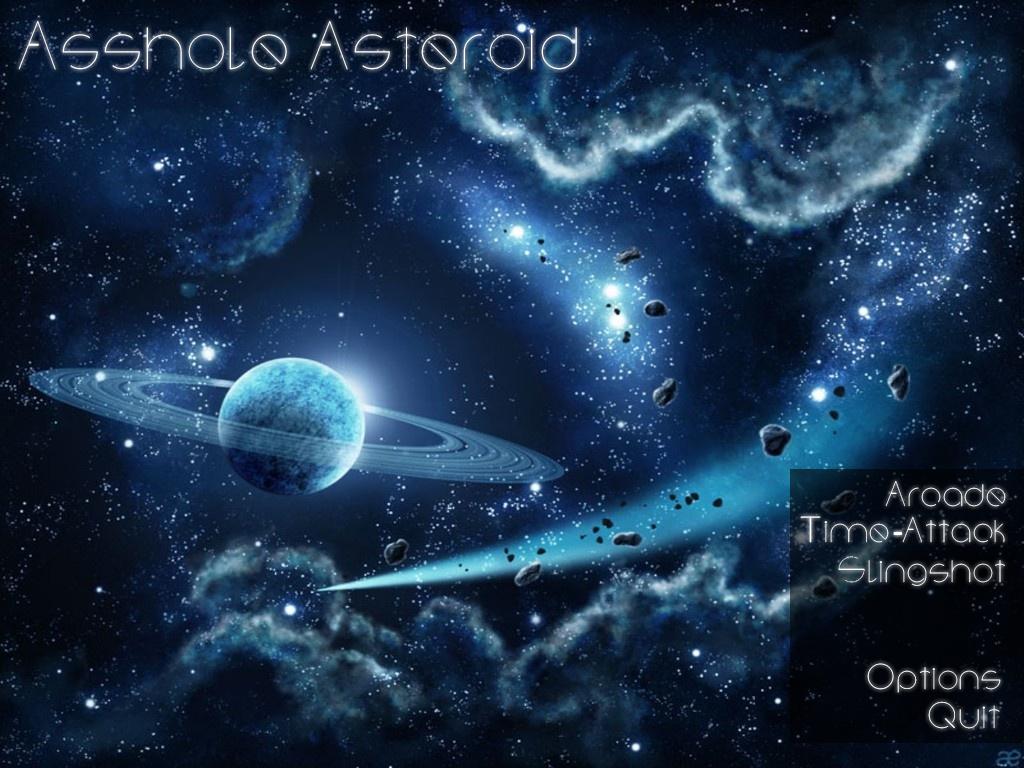 Asshole Asteroid
Arcade
Time-Attack
Slingshot
Options
Quit
æ